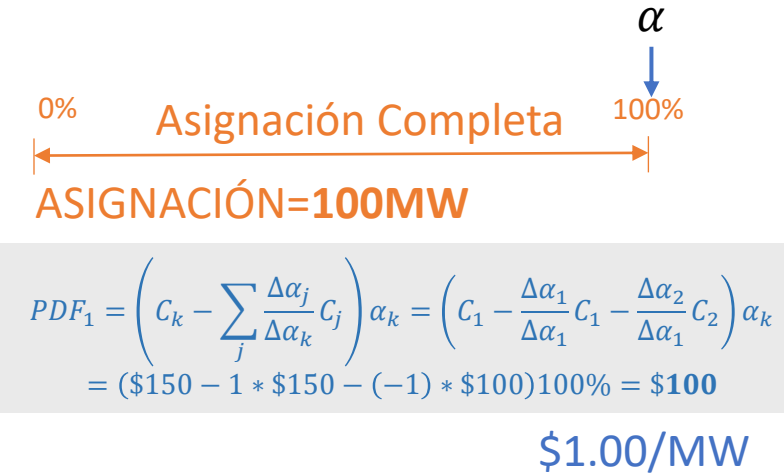 α
0% Asignación Completa 100%
ASIGNACIÓN=100MW
PDF₁ = (Cₖ − ∑ⱼ Δαⱼ/Δαₖ Cⱼ) αₖ = (C₁ − Δα₁/Δα₁ C₁ − Δα₂/Δα₁ C₂) αₖ
= ($150 − 1 ∗ $150 − (−1) ∗ $100)100% = $100
$1.00/MW